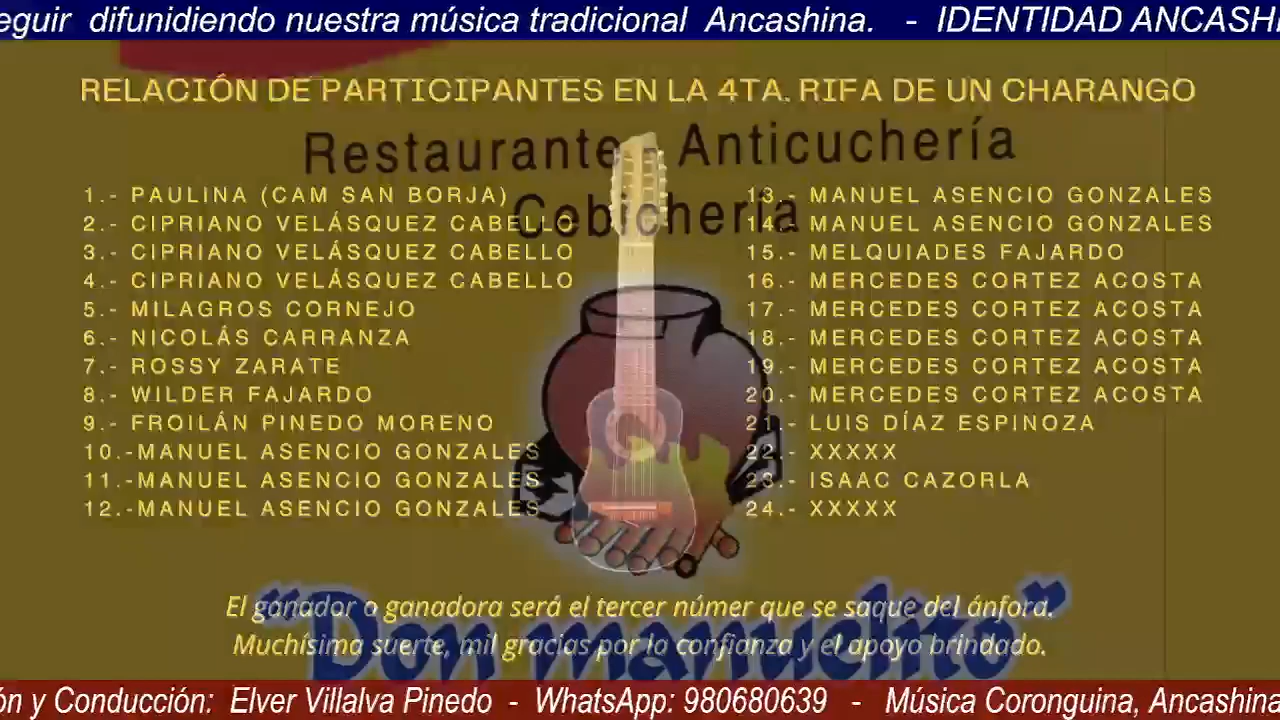 eguir difunidiendo nuestra música tradicional Ancashina. - IDENTIDAD ANCASHI
RELACIÓN DE PARTICIPANTES EN LA 4TA. RIFA DE UN CHARANGO
Restaurante - Anticuchería
Cebichería
1.- PAULINA (CAM SAN BORJA)
2.- CIPRIANO VELÁSQUEZ CABELLO
3.- CIPRIANO VELÁSQUEZ CABELLO
4.- CIPRIANO VELÁSQUEZ CABELLO
5.- MILAGROS CORNEJO
6.- NICOLÁS CARRANZA
7.- ROSSY ZARATE
8.- WILDER FAJARDO
9.- FROILÁN PINEDO MORENO
10.-MANUEL ASENCIO GONZALES
11.-MANUEL ASENCIO GONZALES
12.-MANUEL ASENCIO GONZALES
13.- MANUEL ASENCIO GONZALES
14.- MANUEL ASENCIO GONZALES
15.- MELQUIADES FAJARDO
16.- MERCEDES CORTEZ ACOSTA
17.- MERCEDES CORTEZ ACOSTA
18.- MERCEDES CORTEZ ACOSTA
19.- MERCEDES CORTEZ ACOSTA
20.- MERCEDES CORTEZ ACOSTA
21.- LUIS DÍAZ ESPINOZA
22.- XXXXX
23.- ISAAC CAZORLA
24.- XXXXX
El ganador o ganadora será el tercer númer que se saque del ánfora.
Muchísima suerte, mil gracias por la confianza y el apoyo brindado.
"Don manuelito"
ón y Conducción: Elver Villalva Pinedo - WhatsApp: 980680639 - Música Coronguina, Ancashina